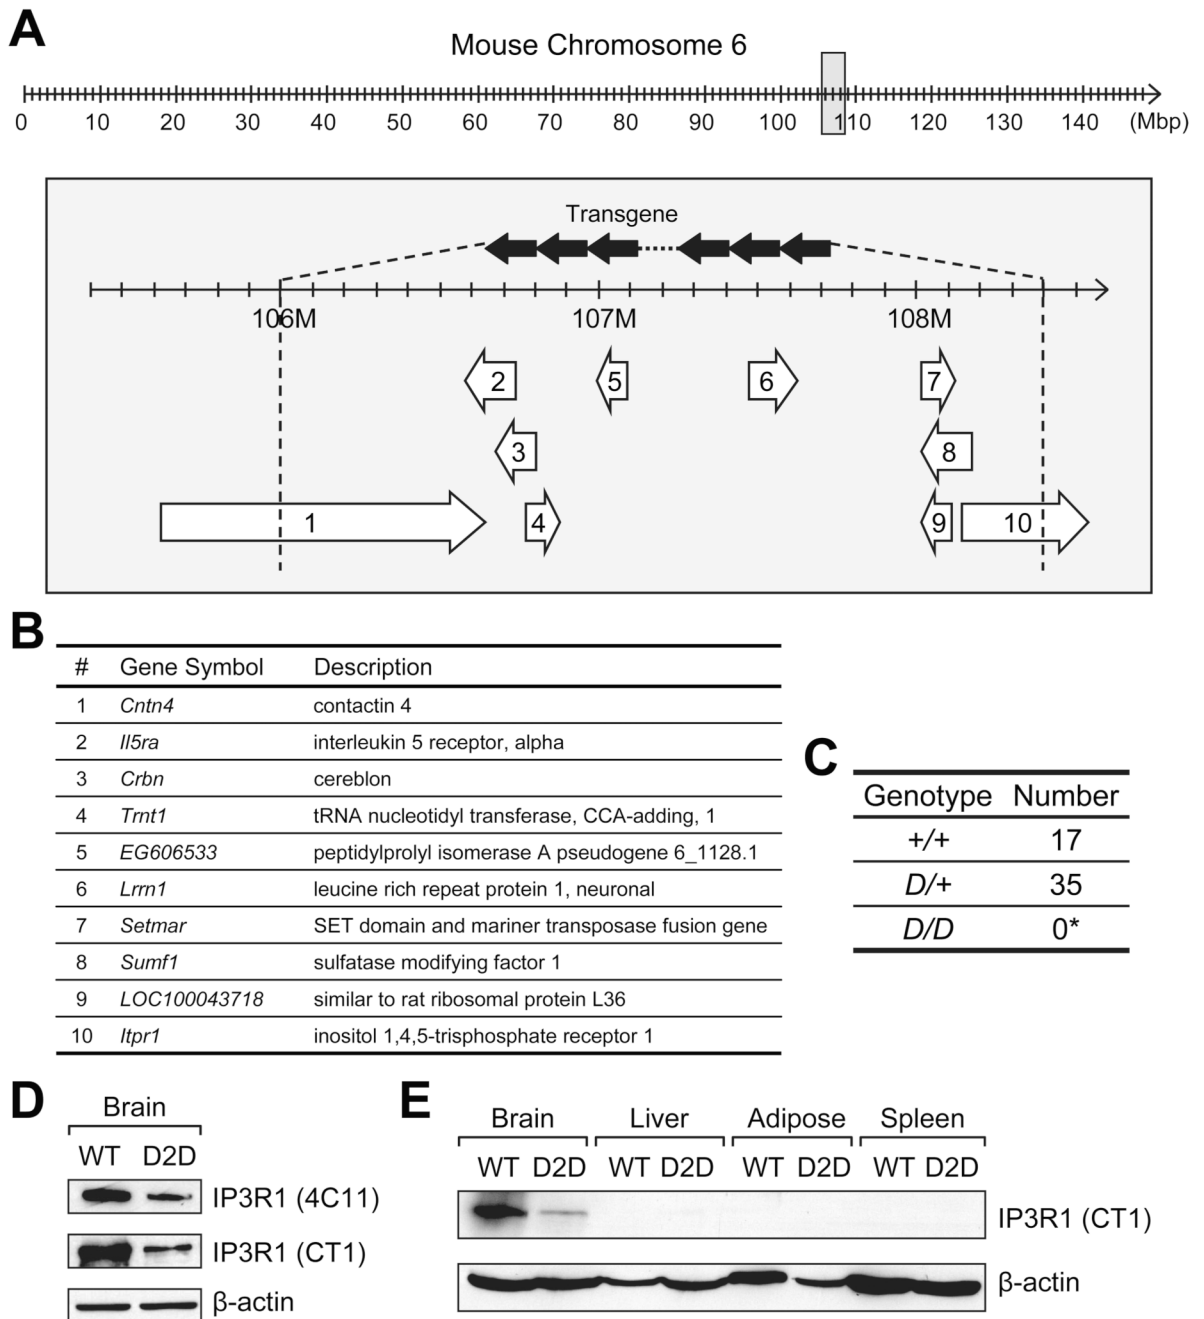 A
Mouse Chromosome 6
0 10 20 30 40 50 60 70 80 90 100 110 120 130 140 (Mbp)
Transgene
106M 107M 108M
2 5 6 7
3 8
1 4 9 10
B
# Gene Symbol Description
1 Cntn4 contactin 4
2 Il5ra interleukin 5 receptor, alpha
3 Crbn cereblon
4 Trnt1 tRNA nucleotidyl transferase, CCA-adding, 1
5 EG606533 peptidylprolyl isomerase A pseudogene 6_1128.1
6 Lrrn1 leucine rich repeat protein 1, neuronal
7 Setmar SET domain and mariner transposase fusion gene
8 Sumf1 sulfatase modifying factor 1
9 LOC100043718 similar to rat ribosomal protein L36
10 Itpr1 inositol 1,4,5-trisphosphate receptor 1
C
Genotype Number
+/+ 17
D/+ 35
D/D 0*
D
Brain
WT D2D
IP3R1 (4C11)
IP3R1 (CT1)
β-actin
E
Brain Liver Adipose Spleen
WT D2D WT D2D WT D2D WT D2D
IP3R1 (CT1)
β-actin